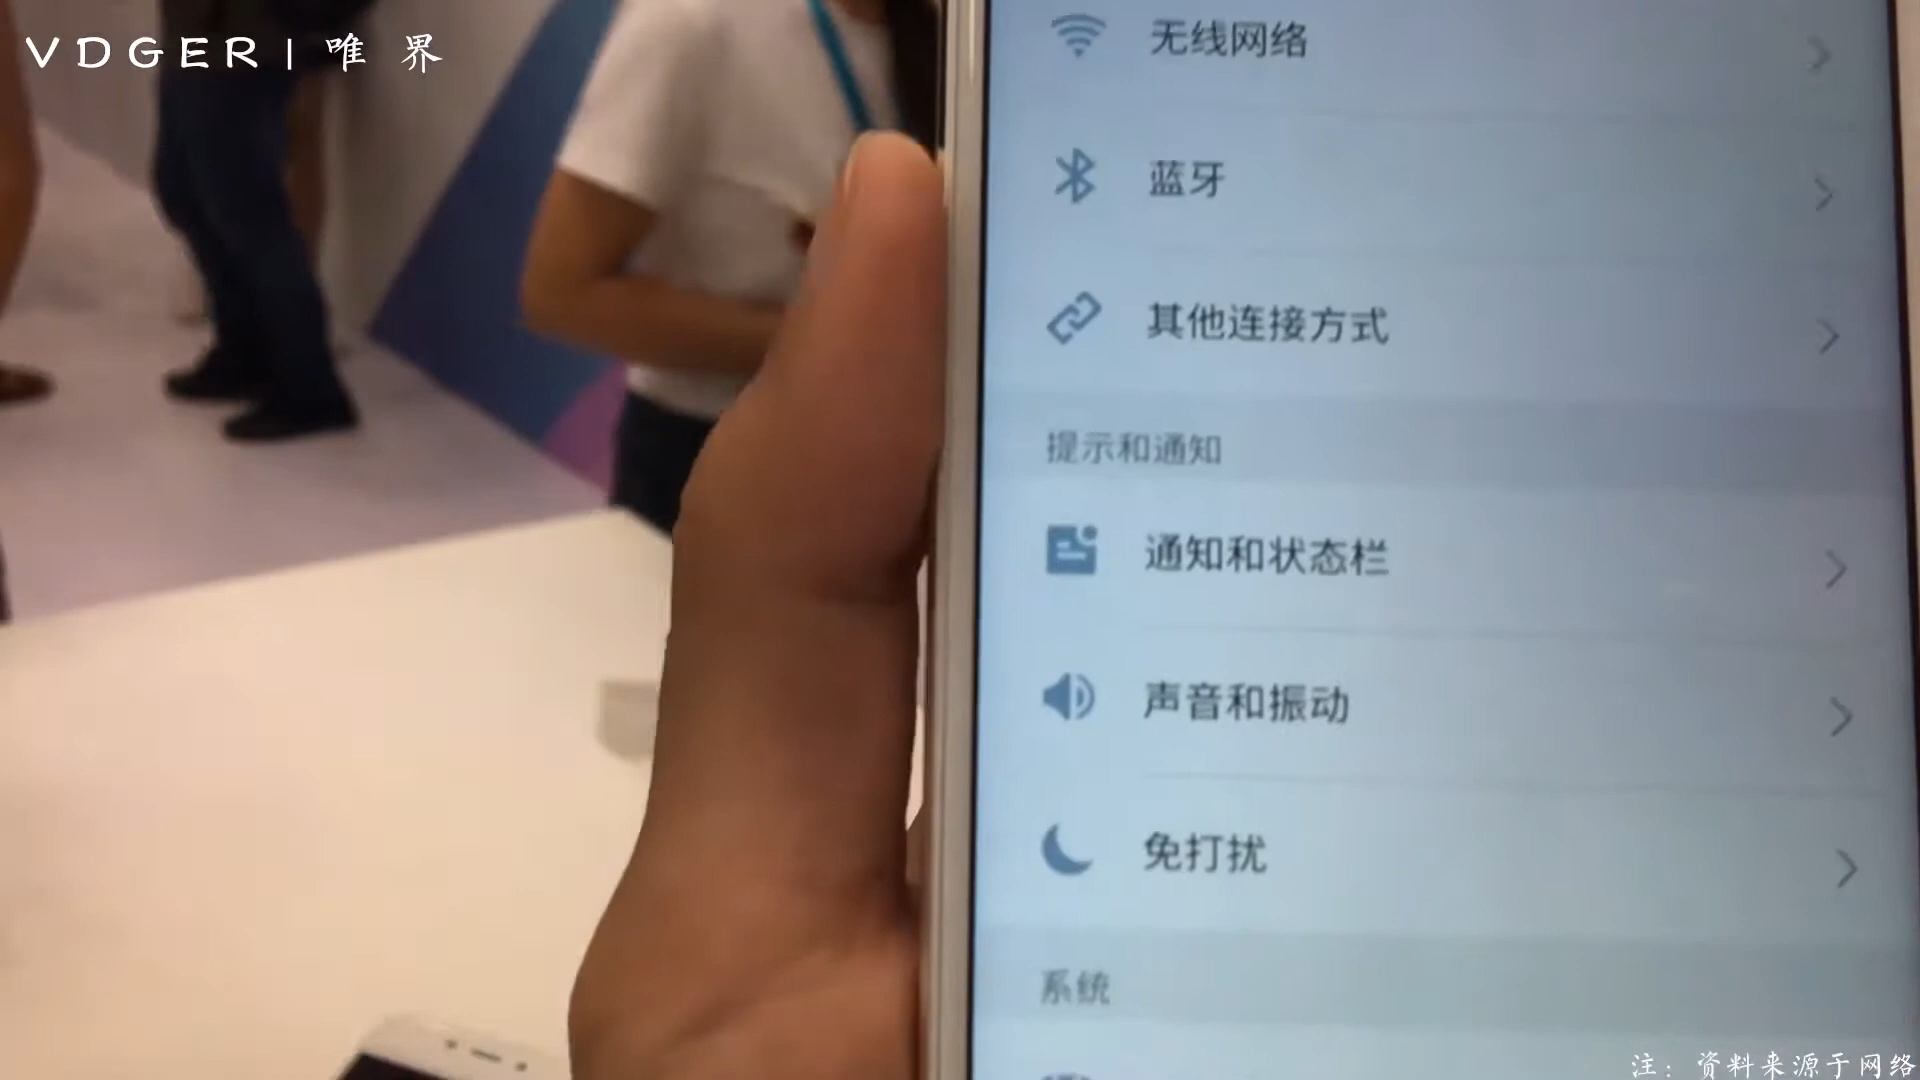 VDGER | 唯 界
无线网络
蓝牙
其他连接方式
提示和通知
通知和状态栏
声音和振动
免打扰
系统
注：资料来源于网络